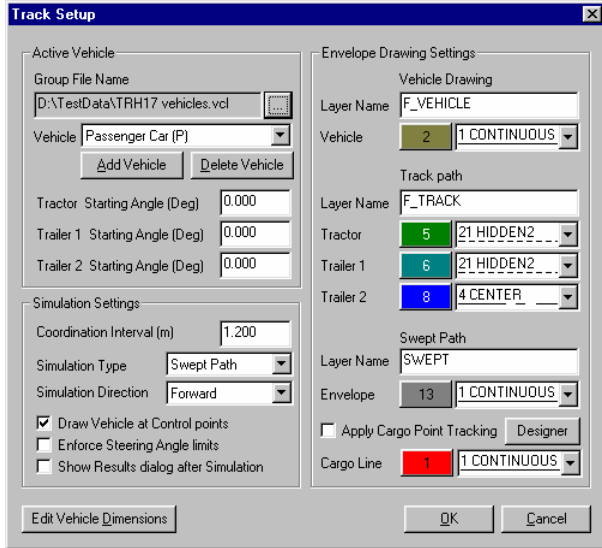 Track Setup
Active Vehicle
Group File Name
D:\TestData\TRH17 vehicles.vcl
...
Vehicle Passenger Car (P)
Add Vehicle Delete Vehicle
Tractor Starting Angle (Deg) 0.000
Trailer 1 Starting Angle (Deg) 0.000
Trailer 2 Starting Angle (Deg) 0.000
Simulation Settings
Coordination Interval (m) 1.200
Simulation Type Swept Path
Simulation Direction Forward
Draw Vehicle at Control points
Enforce Steering Angle limits
Show Results dialog after Simulation
Edit Vehicle Dimensions
Envelope Drawing Settings
Vehicle Drawing
Layer Name F_VEHICLE
Vehicle 2 1 CONTINUOUS
Track path
Layer Name F_TRACK
Tractor 5 21 HIDDEN2
Trailer 1 6 21 HIDDEN2
Trailer 2 8 4 CENTER
Swept Path
Layer Name SWEPT
Envelope 13 1 CONTINUOUS
Apply Cargo Point Tracking Designer
Cargo Line 1 1 CONTINUOUS
OK Cancel